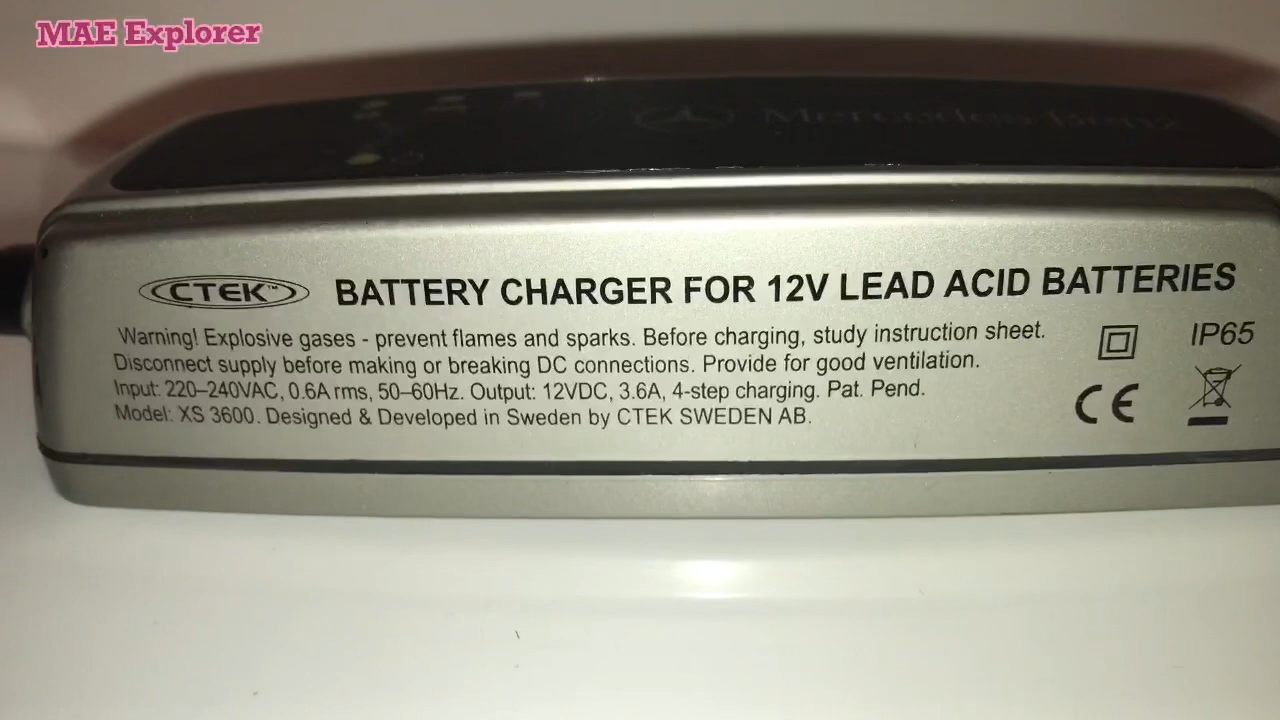 MAE Explorer
Mercedes-Benz
CTEK™ BATTERY CHARGER FOR 12V LEAD ACID BATTERIES
Warning! Explosive gases - prevent flames and sparks. Before charging, study instruction sheet.
Disconnect supply before making or breaking DC connections. Provide for good ventilation.
Input: 220–240VAC, 0.6A rms, 50–60Hz. Output: 12VDC, 3.6A, 4-step charging. Pat. Pend.
Model: XS 3600. Designed & Developed in Sweden by CTEK SWEDEN AB.
IP65
CE